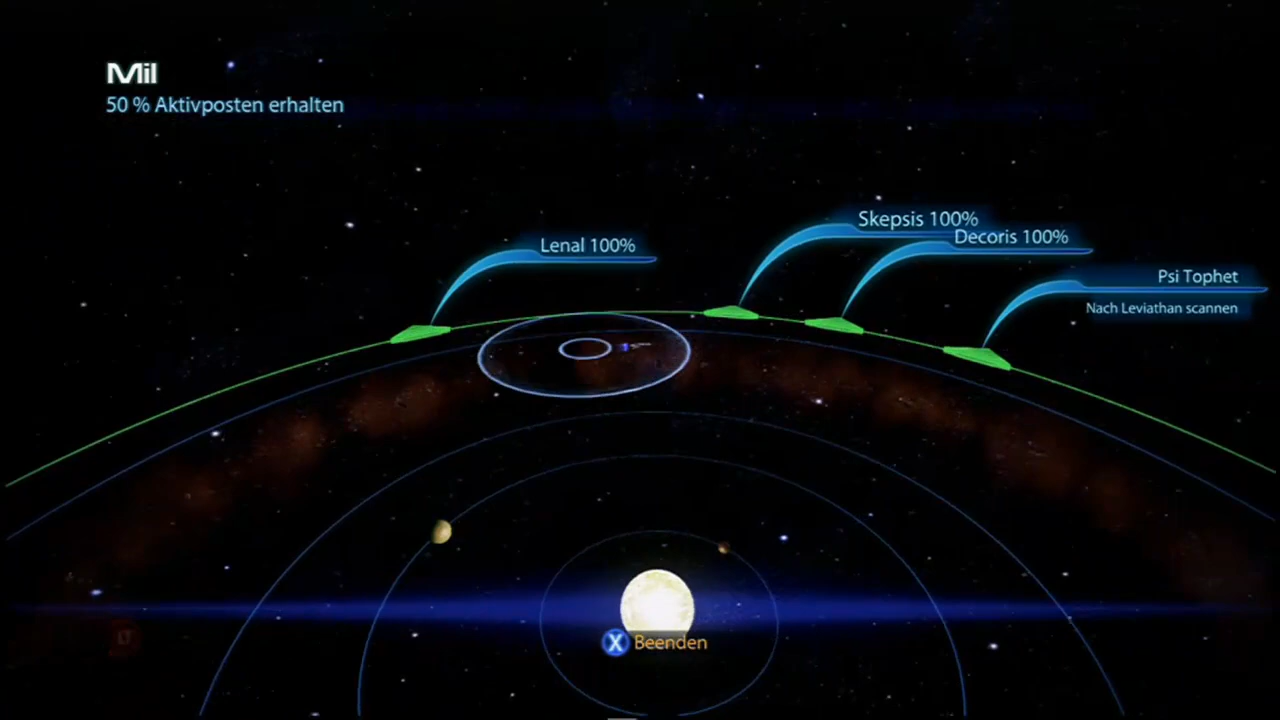 Mil
50 % Aktivposten erhalten
Skepsis 100%
Decoris 100%
Lenal 100%
Psi Tophet
Nach Leviathan scannen
X Beenden